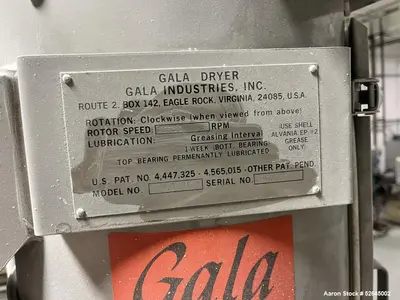 GALA DRYER
GALA INDUSTRIES, INC.
ROUTE 2, BOX 142, EAGLE ROCK, VIRGINIA, 24085, U.S.A.
ROTATION: Clockwise (when viewed from above)
ROTOR SPEED: RPM
LUBRICATION: Greasing Interval
1 WEEK (BOTT. BEARING
USE SHELL
ALVANIA EP #2
GREASE
ONLY
TOP BEARING PERMENANTLY LUBRICATED
U.S. PAT. NO. 4,447,325 - 4,565,015 - OTHER PAT. PEND.
MODEL NO. SERIAL NO.
Gala
Aaron Stock # 52645002